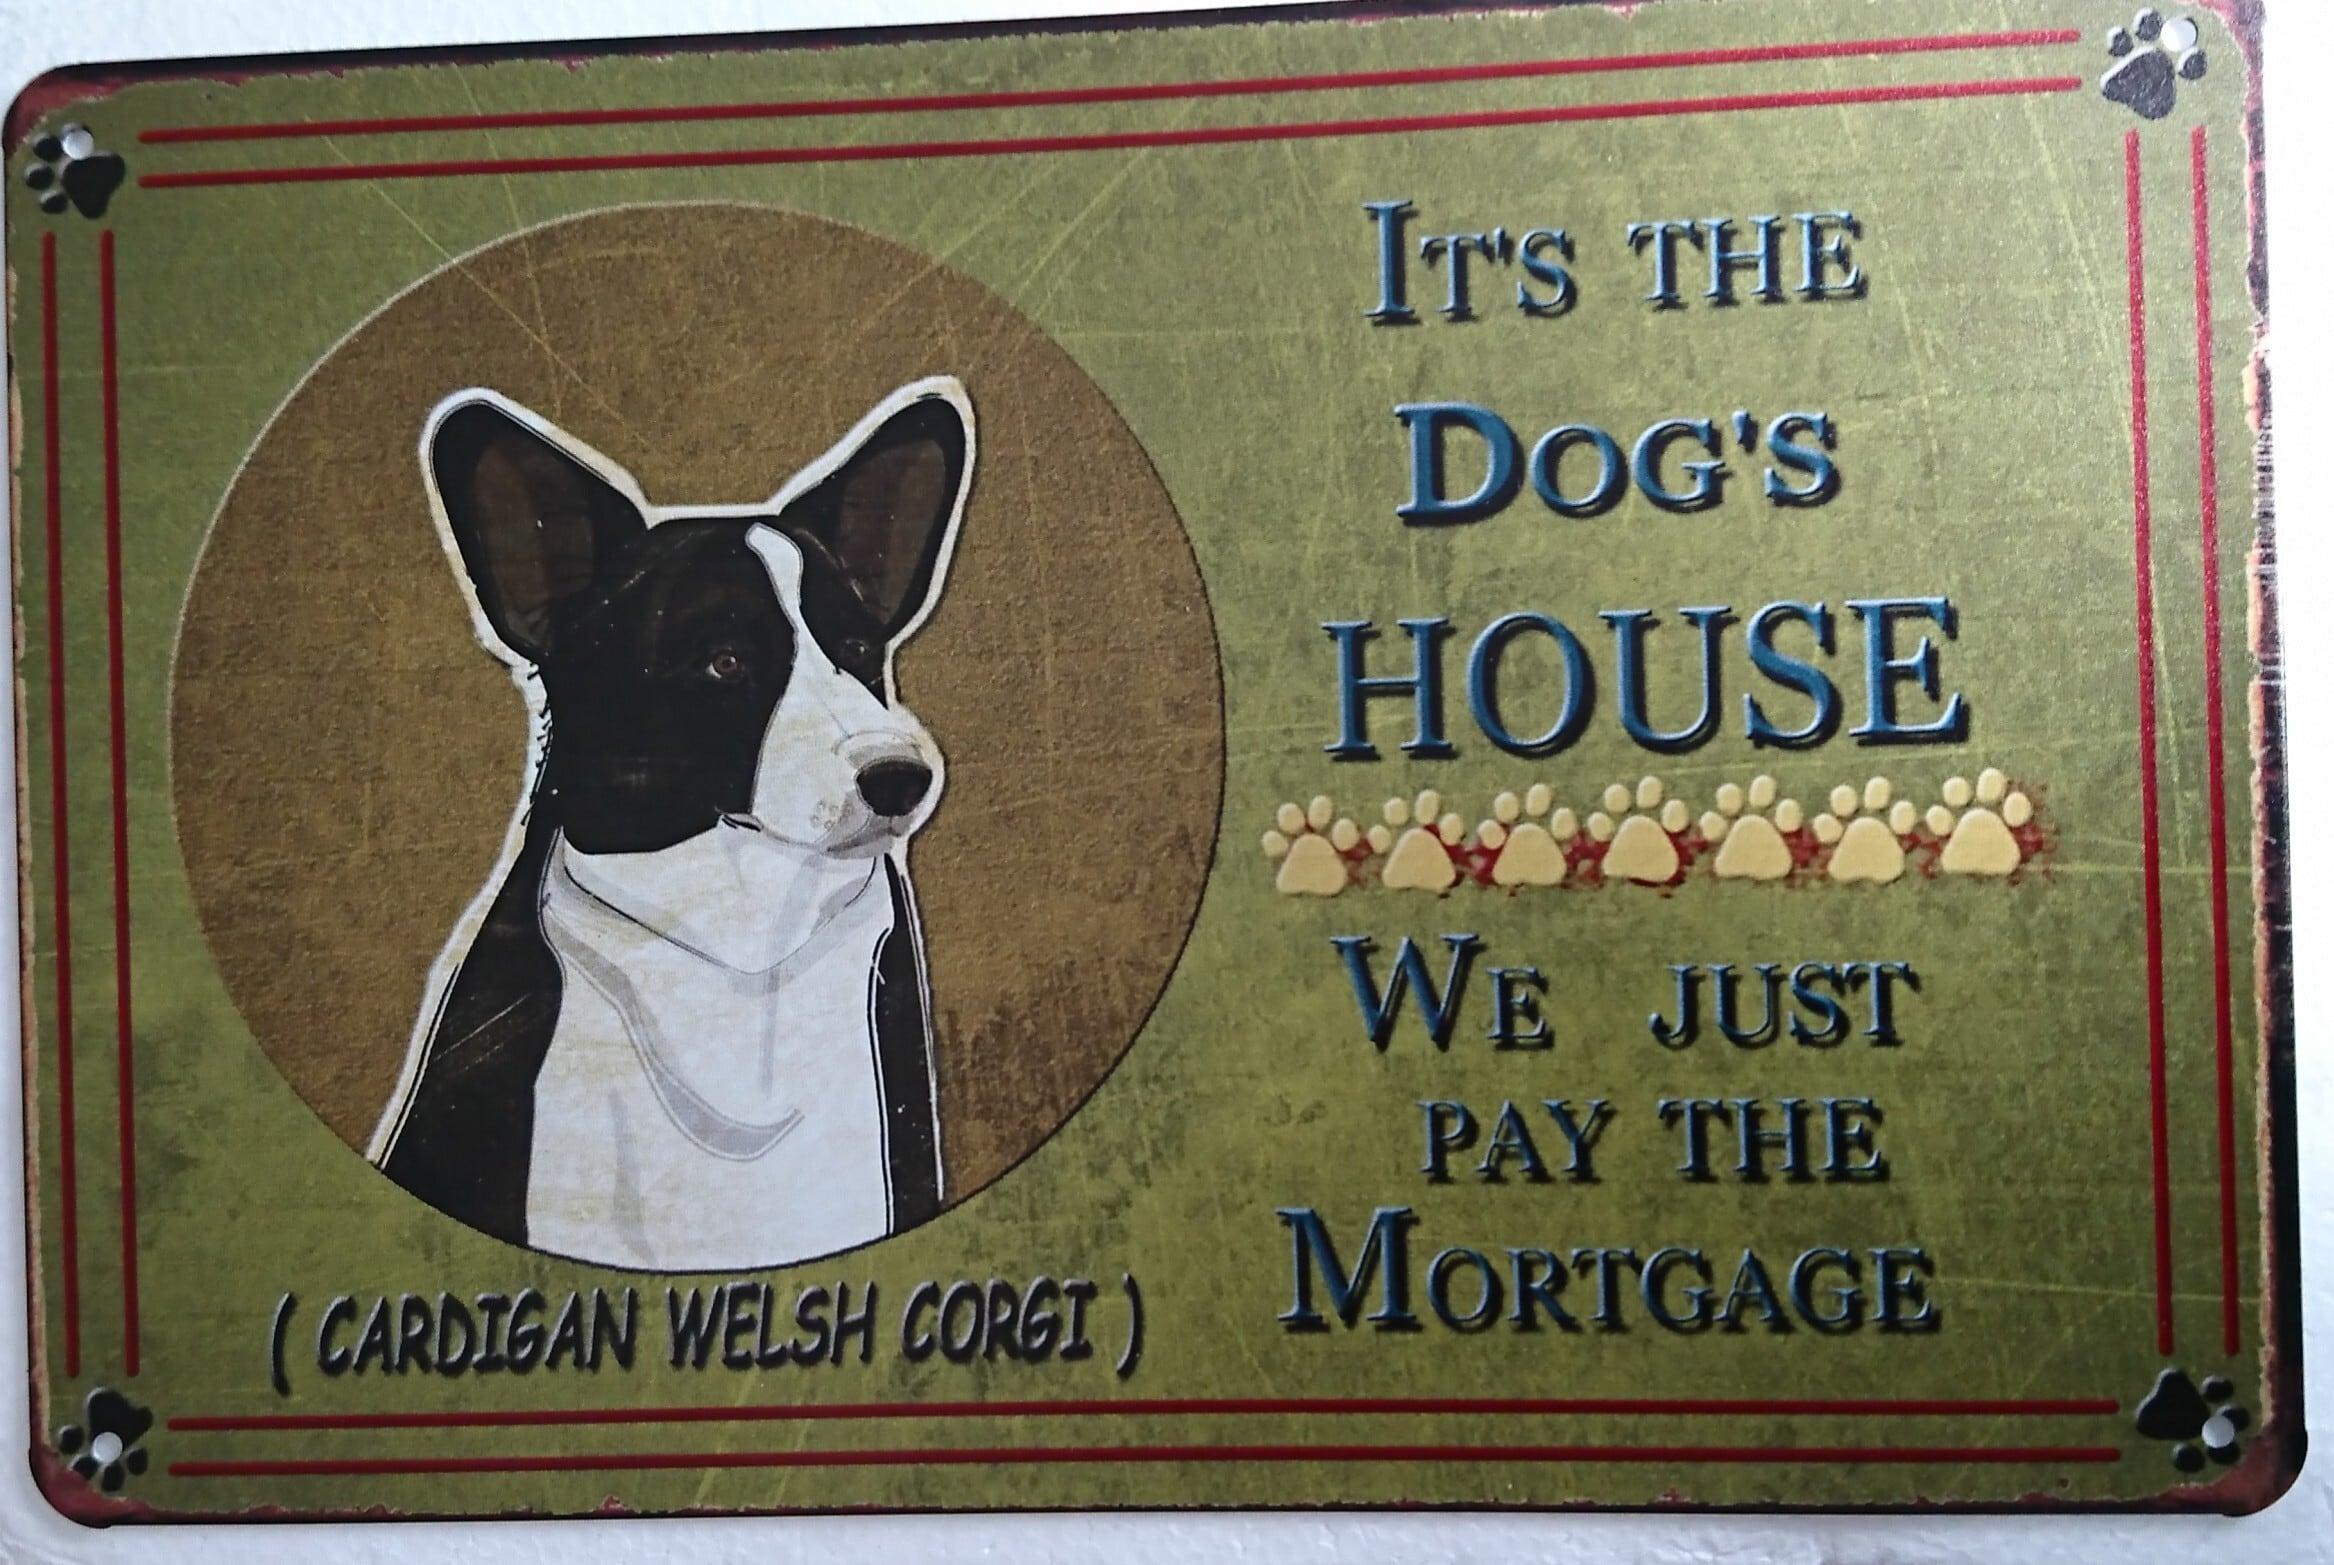 IT'S THE
DOG'S
HOUSE
WE JUST
PAY THE
MORTGAGE
( CARDIGAN WELSH CORGI )